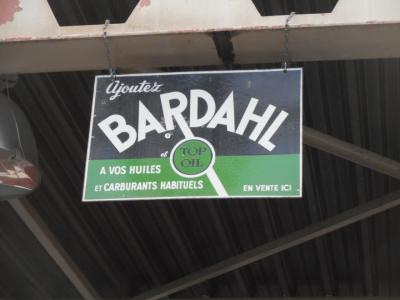 Ajoutez
BARDAHL
et TOP
OIL
A VOS HUILES
ET CARBURANTS HABITUELS
EN VENTE ICI